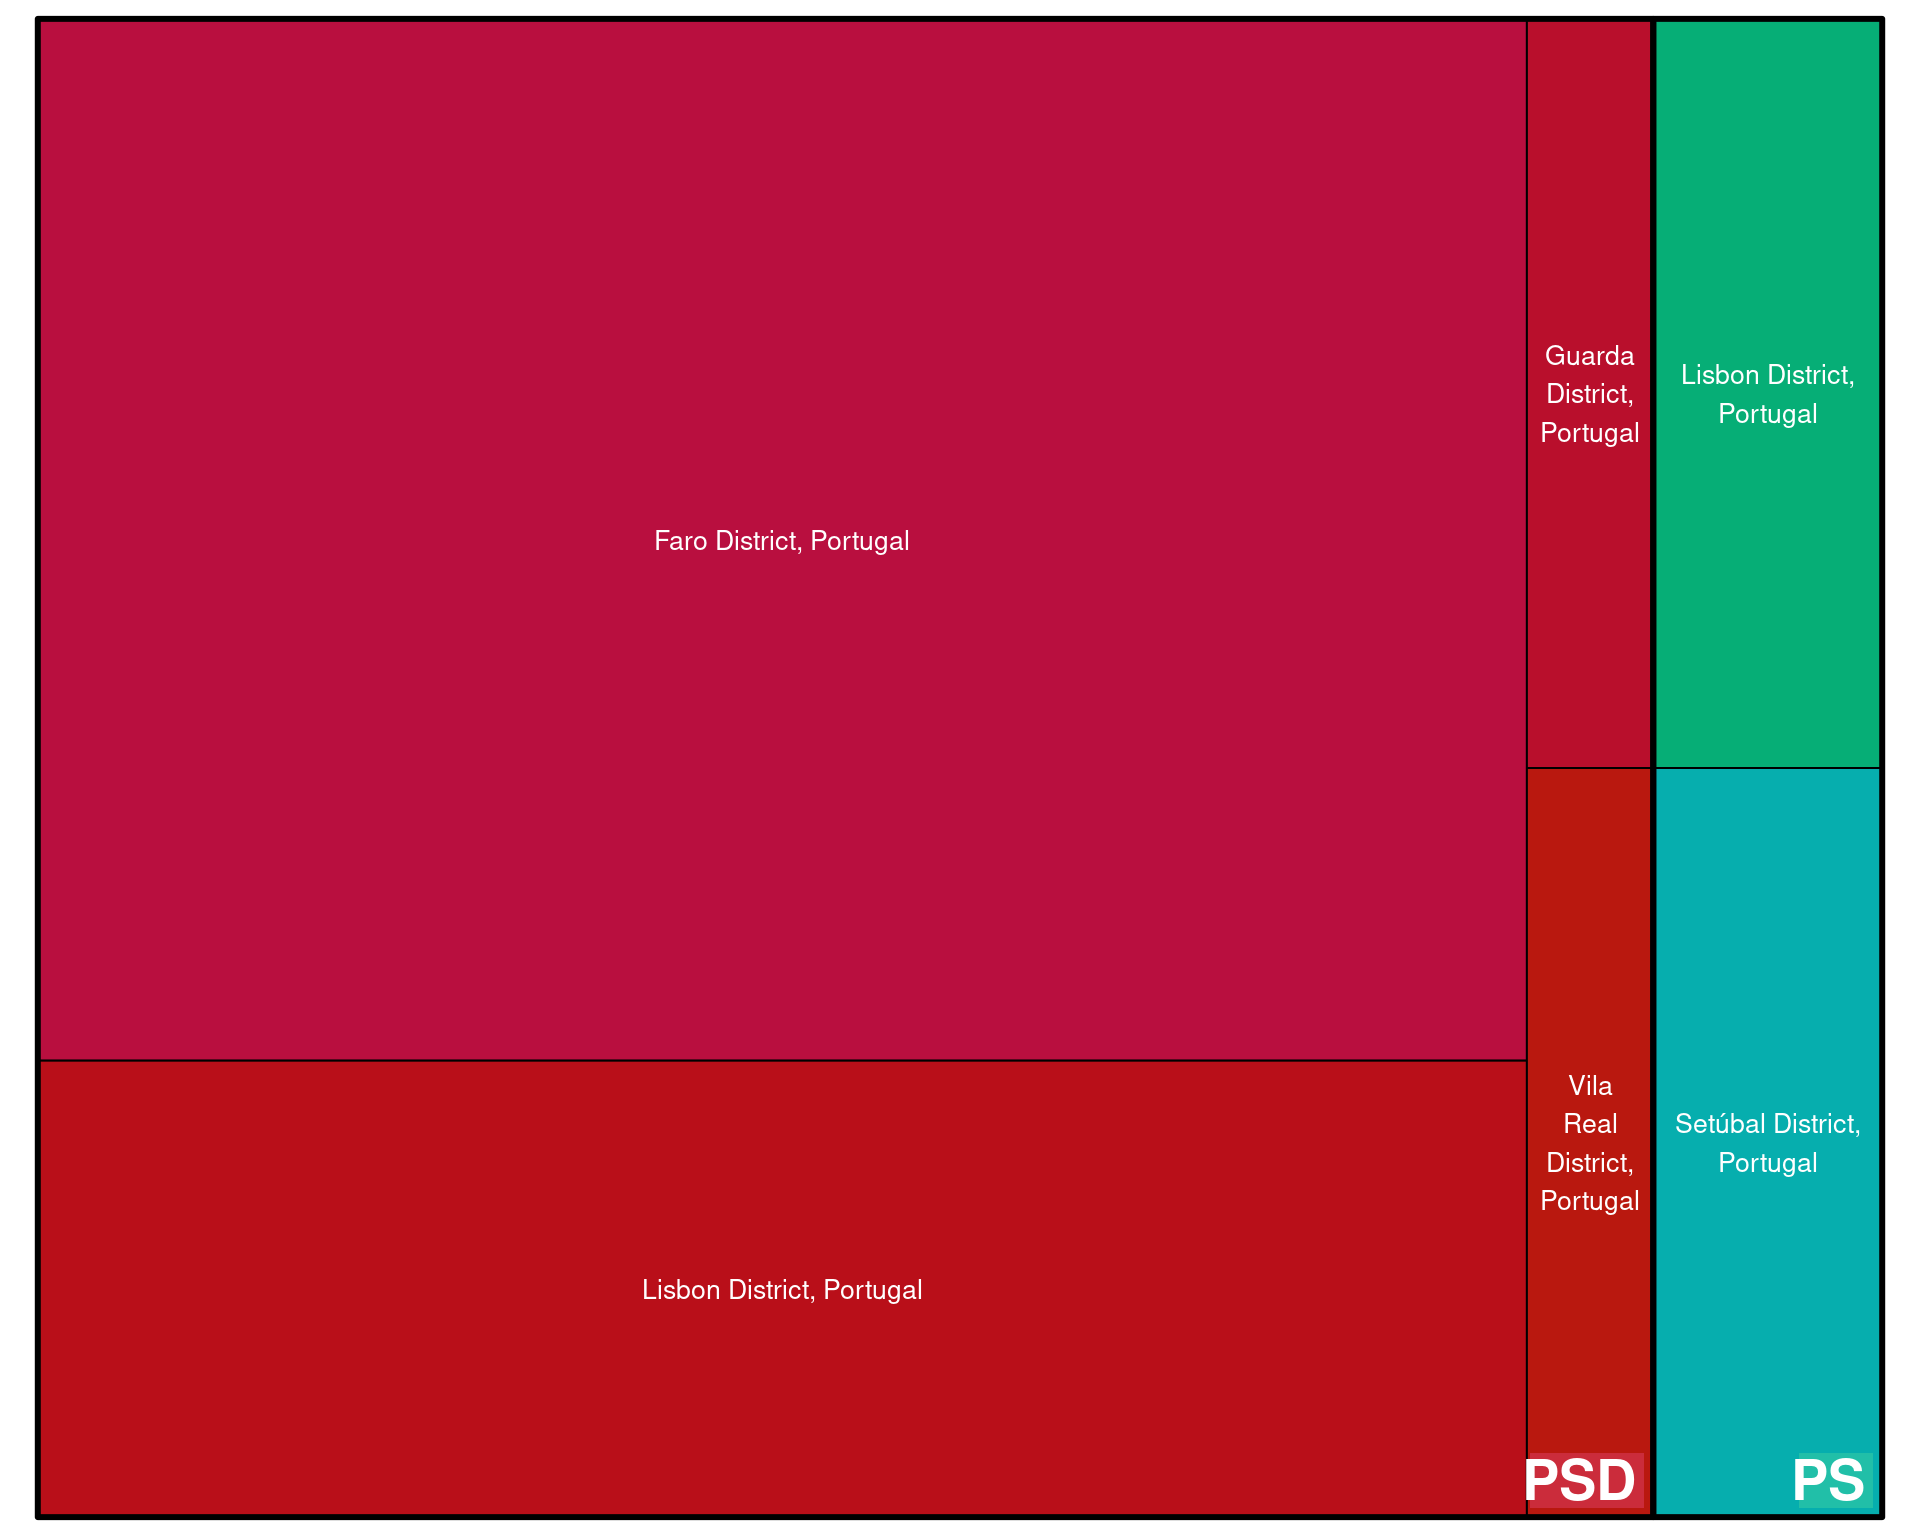 Faro District, Portugal
Lisbon District, Portugal
Guarda
District,
Portugal
Vila
Real
District,
Portugal
PSD
Lisbon District,
Portugal
Setúbal District,
Portugal
PS